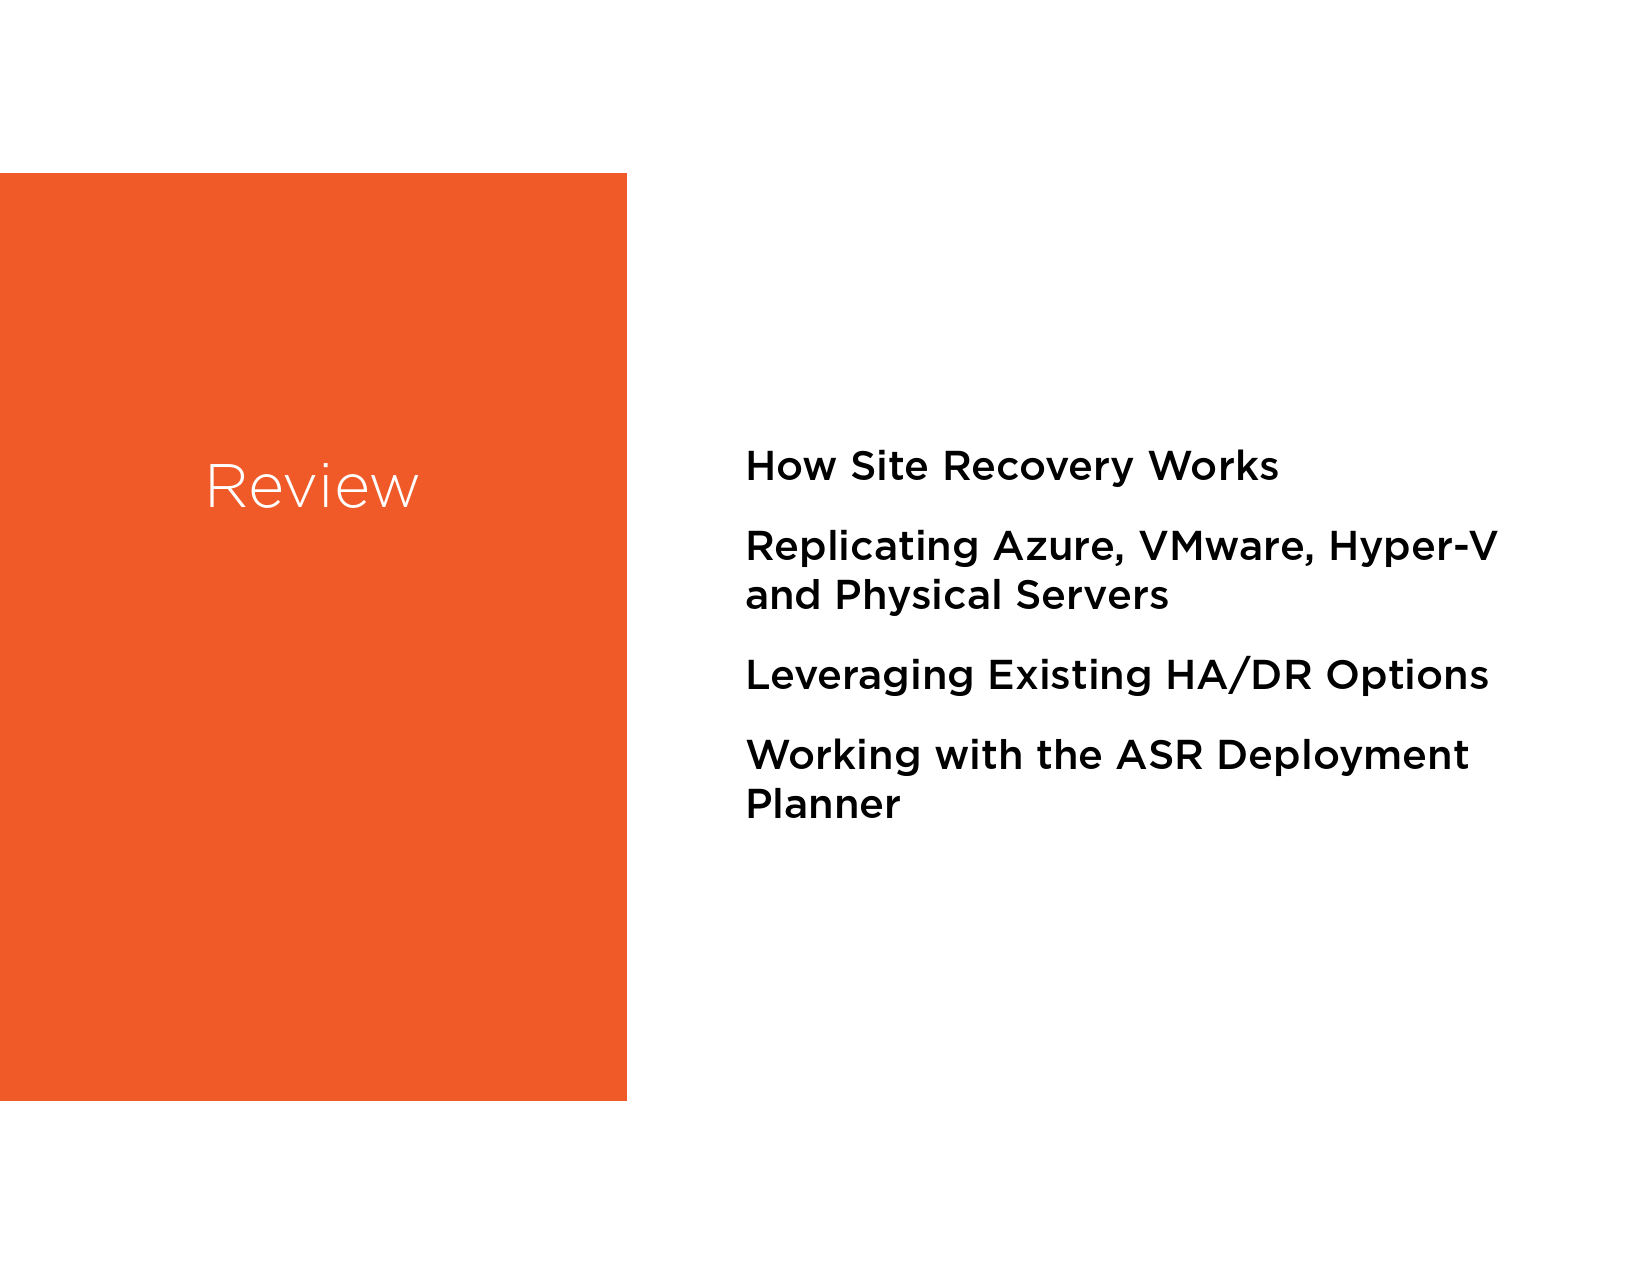 Review
How Site Recovery Works
Replicating Azure, VMware, Hyper-V
and Physical Servers
Leveraging Existing HA/DR Options
Working with the ASR Deployment
Planner